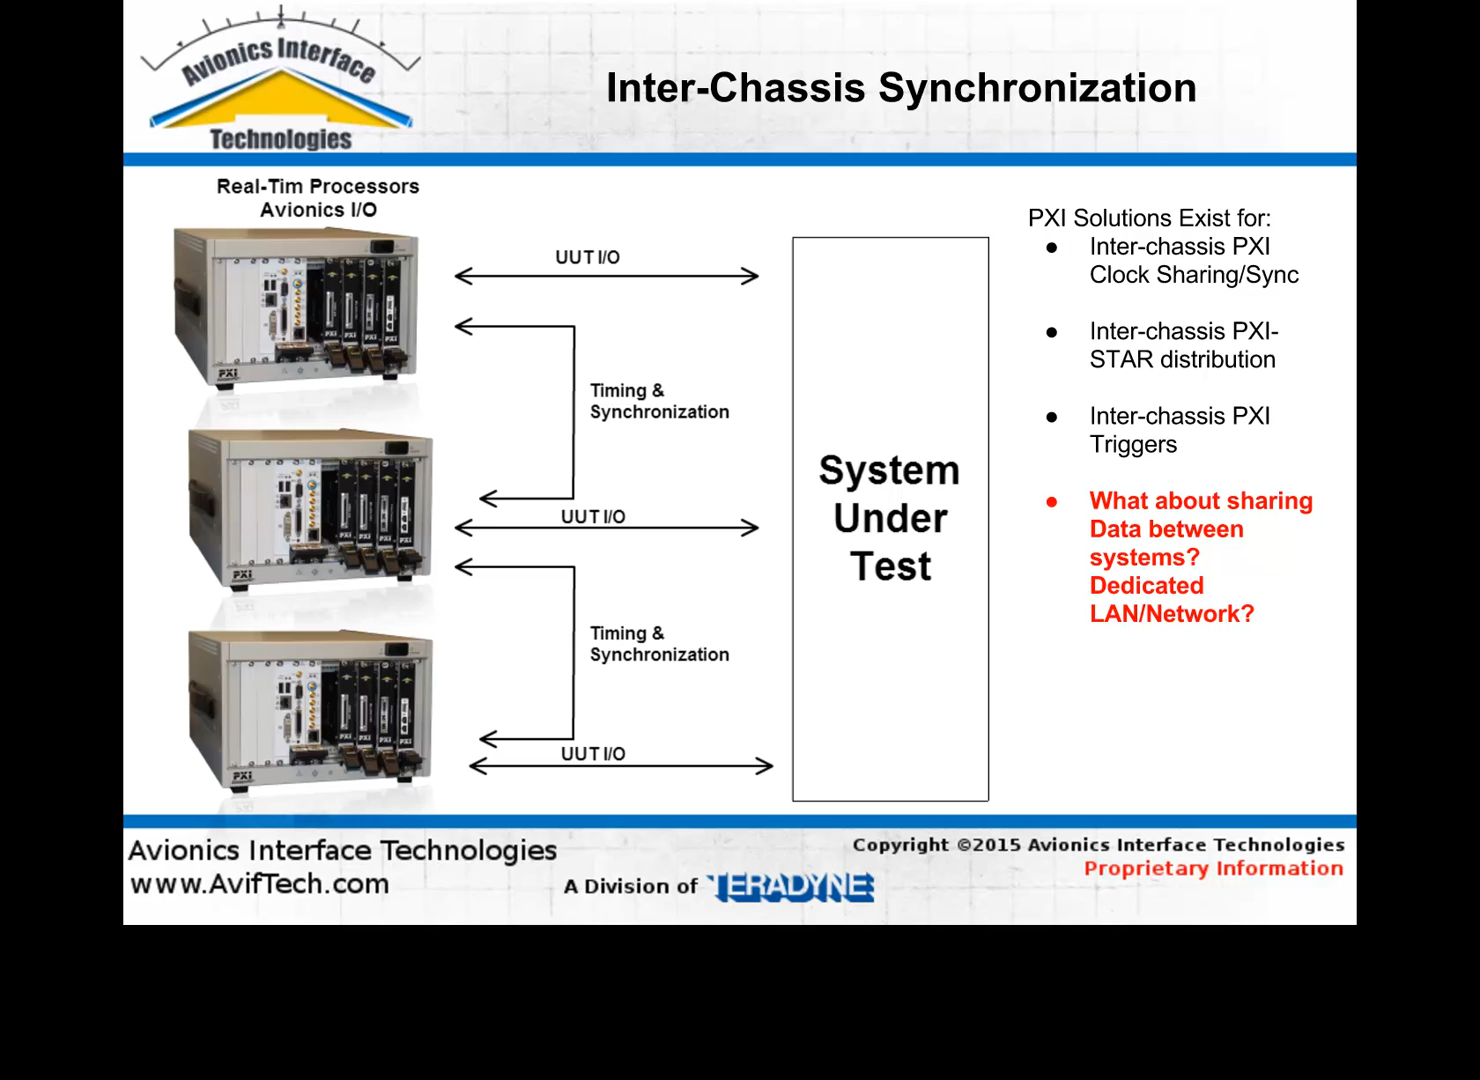 Avionics Interface
Technologies
Inter-Chassis Synchronization
Real-Tim Processors
Avionics I/O
PXI
PXI
PXI
UUT I/O
Timing &
Synchronization
UUT I/O
Timing &
Synchronization
UUT I/O
System
Under
Test
PXI Solutions Exist for:
● Inter-chassis PXI
Clock Sharing/Sync
● Inter-chassis PXI-
STAR distribution
● Inter-chassis PXI
Triggers
● What about sharing
Data between
systems?
Dedicated
LAN/Network?
Avionics Interface Technologies
www.AvifTech.com
A Division of TERADYNE
Copyright ©2015 Avionics Interface Technologies
Proprietary Information